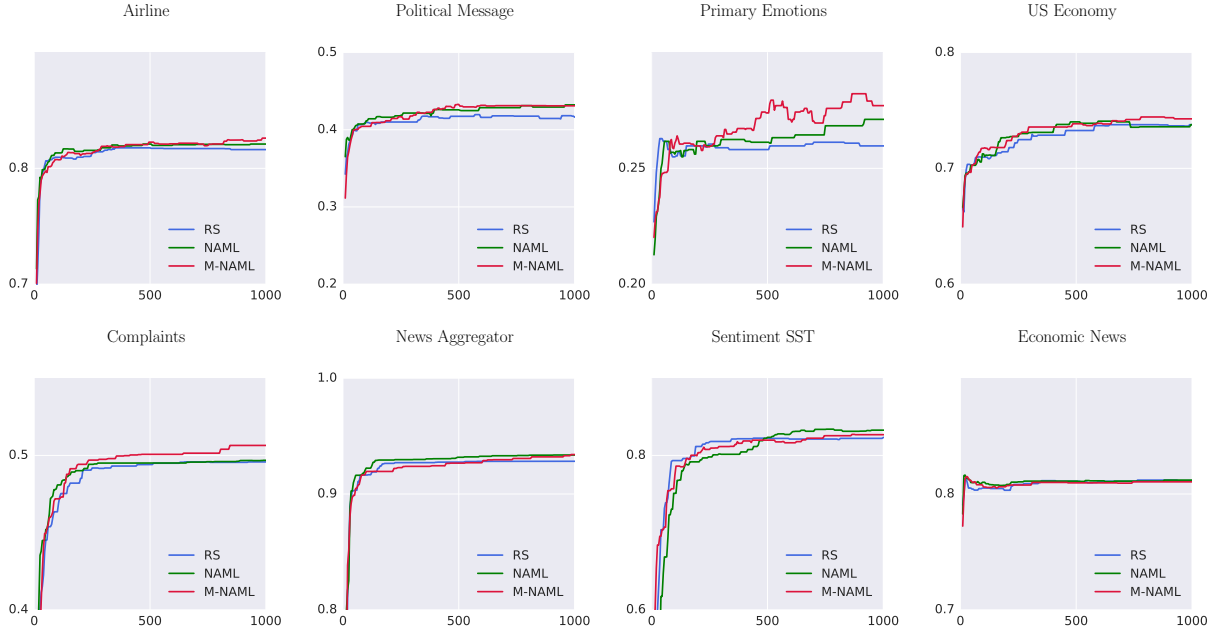 Airline Political Message Primary Emotions US Economy
0.8
0.7
0 500 1000
RS
NAML
M-NAML
0.5
0.4
0.3
0.2
0 500 1000
RS
NAML
M-NAML
0.25
0.20
0 500 1000
RS
NAML
M-NAML
0.8
0.7
0.6
0 500 1000
RS
NAML
M-NAML
Complaints News Aggregator Sentiment SST Economic News
0.5
0.4
0 500 1000
RS
NAML
M-NAML
1.0
0.9
0.8
0 500 1000
RS
NAML
M-NAML
0.8
0.6
0 500 1000
RS
NAML
M-NAML
0.8
0.7
0 500 1000
RS
NAML
M-NAML